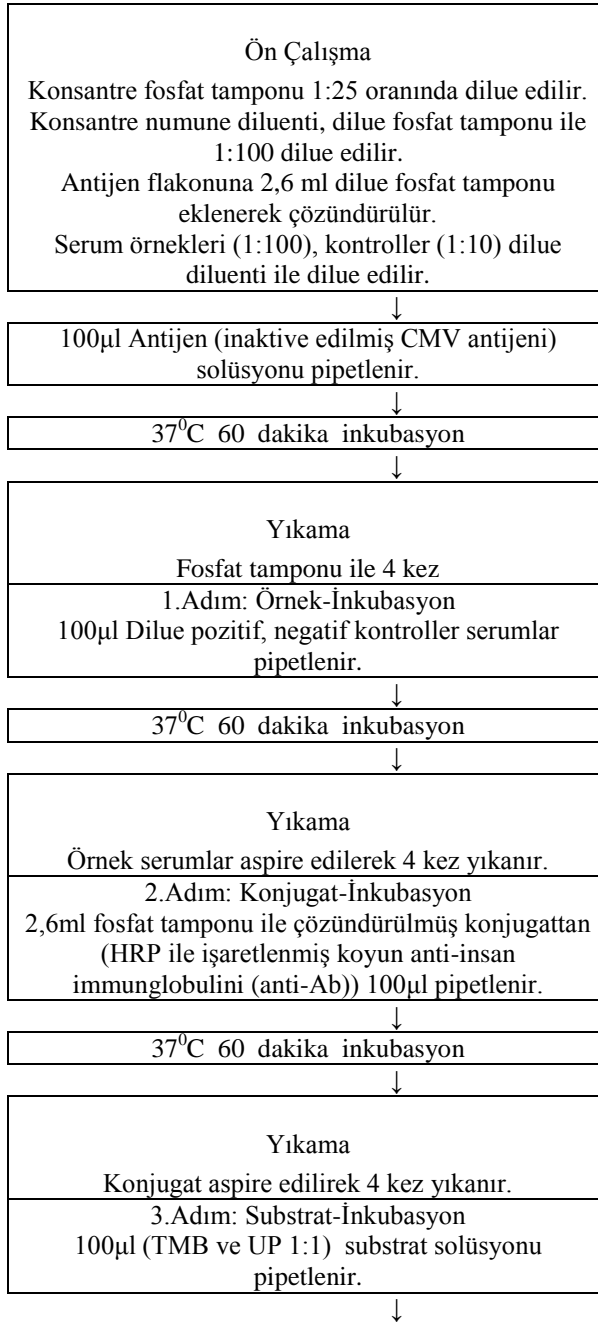 Ön Çalışma
Konsantre fosfat tamponu 1:25 oranında dilue edilir.
Konsantre numune diluenti, dilue fosfat tamponu ile
1:100 dilue edilir.
Antijen flakonuna 2,6 ml dilue fosfat tamponu
eklenerek çözündürülür.
Serum örnekleri (1:100), kontroller (1:10) dilue
diluenti ile dilue edilir.
↓
100µl Antijen (inaktive edilmiş CMV antijeni)
solüsyonu pipetlenir.
↓
37⁰C 60 dakika inkubasyon
↓
Yıkama
Fosfat tamponu ile 4 kez
1.Adım: Örnek-İnkubasyon
100µl Dilue pozitif, negatif kontroller serumlar
pipetlenir.
↓
37⁰C 60 dakika inkubasyon
↓
Yıkama
Örnek serumlar aspire edilerek 4 kez yıkanır.
2.Adım: Konjugat-İnkubasyon
2,6ml fosfat tamponu ile çözündürülmüş konjugattan
(HRP ile işaretlenmiş koyun anti-insan
immunglobulini (anti-Ab)) 100µl pipetlenir.
↓
37⁰C 60 dakika inkubasyon
↓
Yıkama
Konjugat aspire edilirek 4 kez yıkanır.
3.Adım: Substrat-İnkubasyon
100µl (TMB ve UP 1:1) substrat solüsyonu
pipetlenir.
↓